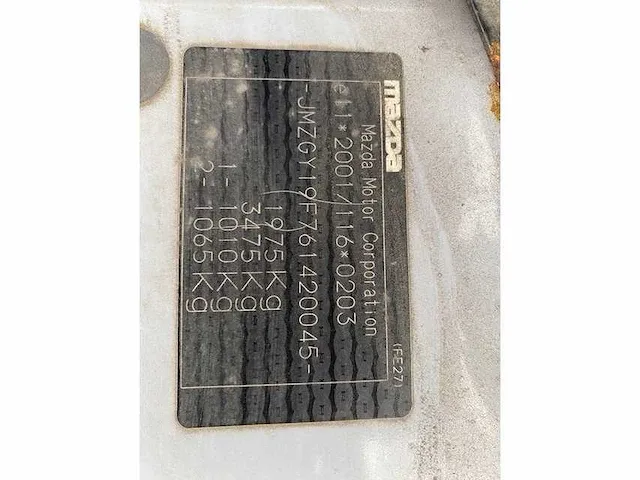 mazda
Mazda Motor Corporation
e11*2001/116*0203
-JMZGY19F761420045-
1975Kg
3475Kg
1- 1010Kg
2- 1065Kg
(FE27)